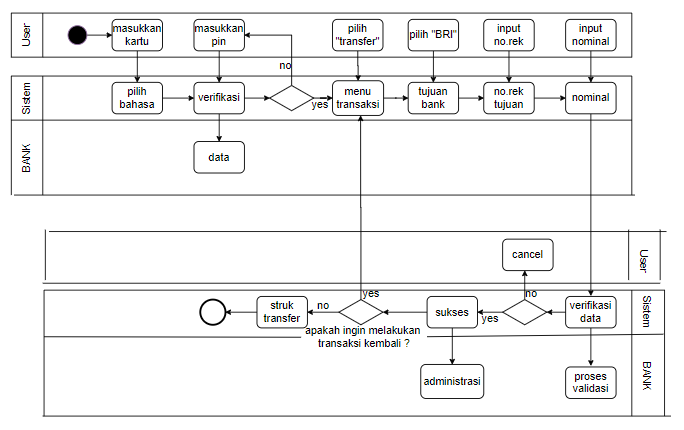 User
masukkan
kartu
masukkan
pin
pilih
"transfer"
pilih "BRI"
input
no.rek
input
nominal
no
Sistem
pilih
bahasa
verifikasi
yes
menu
transaksi
tujuan
bank
no.rek
tujuan
nominal
BANK
data
User
cancel
Sistem
struk
transfer
no
yes
apakah ingin melakukan
transaksi kembali ?
sukses
yes
no
verifikasi
data
BANK
administrasi
proses
validasi